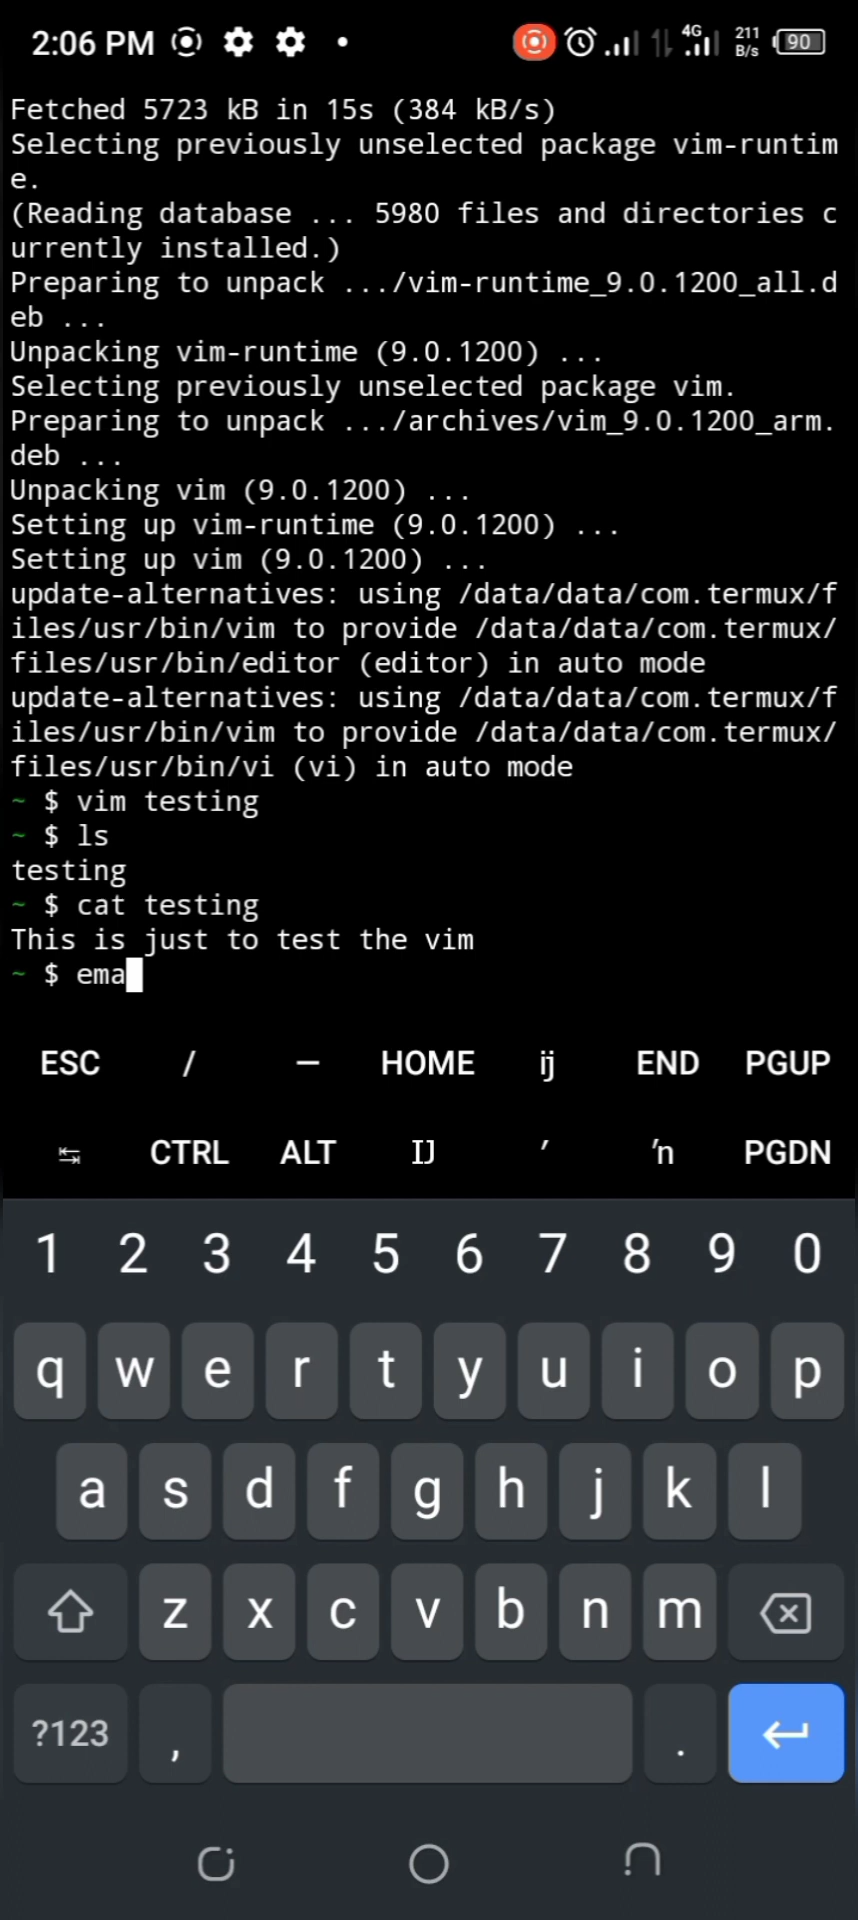 2:06 PM
4G
211
B/s
90
Fetched 5723 kB in 15s (384 kB/s)
Selecting previously unselected package vim-runtim
e.
(Reading database ... 5980 files and directories c
urrently installed.)
Preparing to unpack .../vim-runtime_9.0.1200_all.d
eb ...
Unpacking vim-runtime (9.0.1200) ...
Selecting previously unselected package vim.
Preparing to unpack .../archives/vim_9.0.1200_arm.
deb ...
Unpacking vim (9.0.1200) ...
Setting up vim-runtime (9.0.1200) ...
Setting up vim (9.0.1200) ...
update-alternatives: using /data/data/com.termux/f
iles/usr/bin/vim to provide /data/data/com.termux/
files/usr/bin/editor (editor) in auto mode
update-alternatives: using /data/data/com.termux/f
iles/usr/bin/vim to provide /data/data/com.termux/
files/usr/bin/vi (vi) in auto mode
~ $ vim testing
~ $ ls
testing
~ $ cat testing
This is just to test the vim
~ $ ema
ESC / — HOME ĳ END PGUP
↹ CTRL ALT Ĳ ′ ŉ PGDN
1 2 3 4 5 6 7 8 9 0
q w e r t y u i o p
a s d f g h j k l
z x c v b n m
?123 , .